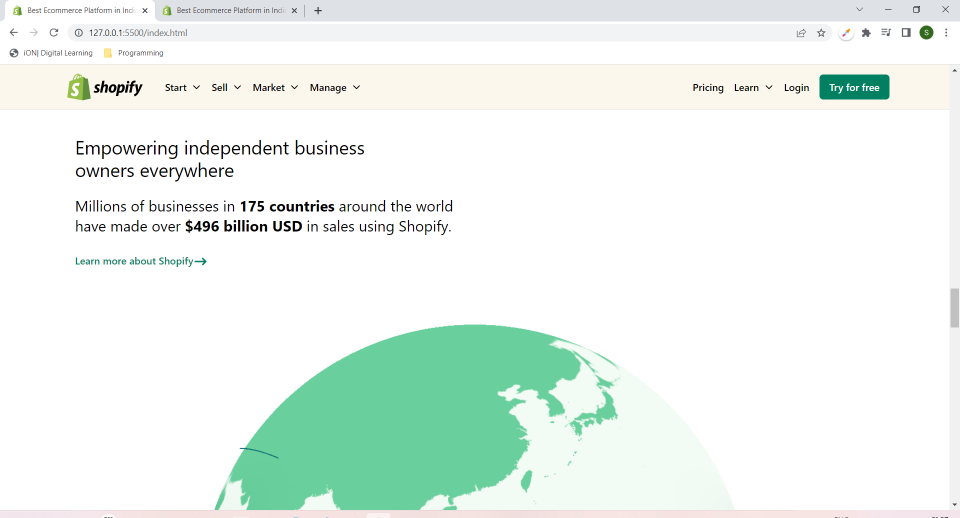 Best Ecommerce Platform in Indi
Best Ecommerce Platform in Indi
127.0.0.1:5500/index.html
S
iON| Digital Learning
Programming
shopify
Start
Sell
Market
Manage
Pricing
Learn
Login
Try for free
Empowering independent business
owners everywhere
Millions of businesses in 175 countries around the world
have made over $496 billion USD in sales using Shopify.
Learn more about Shopify